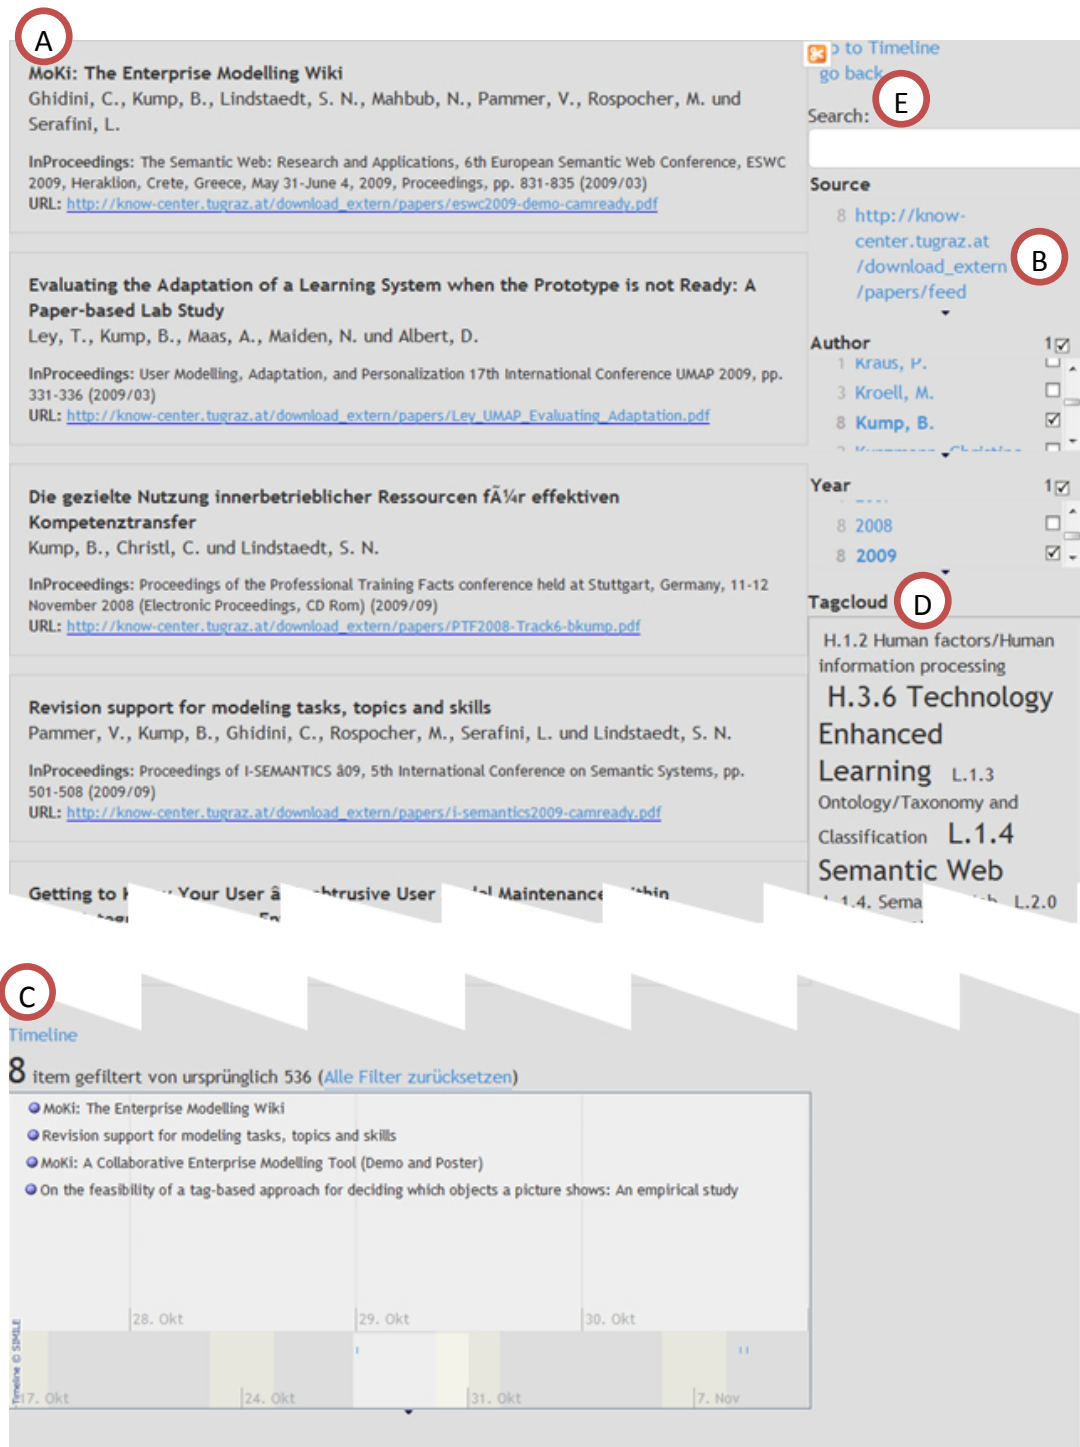 A
MoKi: The Enterprise Modelling Wiki
Ghidini, C., Kump, B., Lindstaedt, S. N., Mahbub, N., Pammer, V., Rospocher, M. und
Serafini, L.
InProceedings: The Semantic Web: Research and Applications, 6th European Semantic Web Conference, ESWC
2009, Heraklion, Crete, Greece, May 31-June 4, 2009, Proceedings, pp. 831-835 (2009/03)
URL: http://know-center.tugraz.at/download_extern/papers/eswc2009-demo-camready.pdf
Evaluating the Adaptation of a Learning System when the Prototype is not Ready: A
Paper-based Lab Study
Ley, T., Kump, B., Maas, A., Maiden, N. und Albert, D.
InProceedings: User Modelling, Adaptation, and Personalization 17th International Conference UMAP 2009, pp.
331-336 (2009/03)
URL: http://know-center.tugraz.at/download_extern/papers/Ley_UMAP_Evaluating_Adaptation.pdf
Die gezielte Nutzung innerbetrieblicher Ressourcen fÃ¼r effektiven
Kompetenztransfer
Kump, B., Christl, C. und Lindstaedt, S. N.
InProceedings: Proceedings of the Professional Training Facts conference held at Stuttgart, Germany, 11-12
November 2008 (Electronic Proceedings, CD Rom) (2009/09)
URL: http://know-center.tugraz.at/download_extern/papers/PTF2008-Track6-bkump.pdf
Revision support for modeling tasks, topics and skills
Pammer, V., Kump, B., Ghidini, C., Rospocher, M., Serafini, L. und Lindstaedt, S. N.
InProceedings: Proceedings of I-SEMANTICS â09, 5th International Conference on Semantic Systems, pp.
501-508 (2009/09)
URL: http://know-center.tugraz.at/download_extern/papers/i-semantics2009-camready.pdf
Getting to Your User â User Maintenance
to Timeline
go back
E
Search:
Source
8 http://know-
center.tugraz.at
/download_extern
/papers/feed
B
Author 1
1 Kraus, P.
3 Kroell, M.
8 Kump, B.
Year 1
8 2008
8 2009
Tagcloud
D
H.1.2 Human factors/Human
information processing
H.3.6 Technology
Enhanced
Learning L.1.3
Ontology/Taxonomy and
Classification L.1.4
Semantic Web
L.2.0
C
Timeline
8 item gefiltert von ursprünglich 536 (Alle Filter zurücksetzen)
MoKi: The Enterprise Modelling Wiki
Revision support for modeling tasks, topics and skills
MoKi: A Collaborative Enterprise Modelling Tool (Demo and Poster)
On the feasibility of a tag-based approach for deciding which objects a picture shows: An empirical study
28. Okt 29. Okt 30. Okt
Timeline © SIMILE
17. Okt 24. Okt 31. Okt 7. Nov